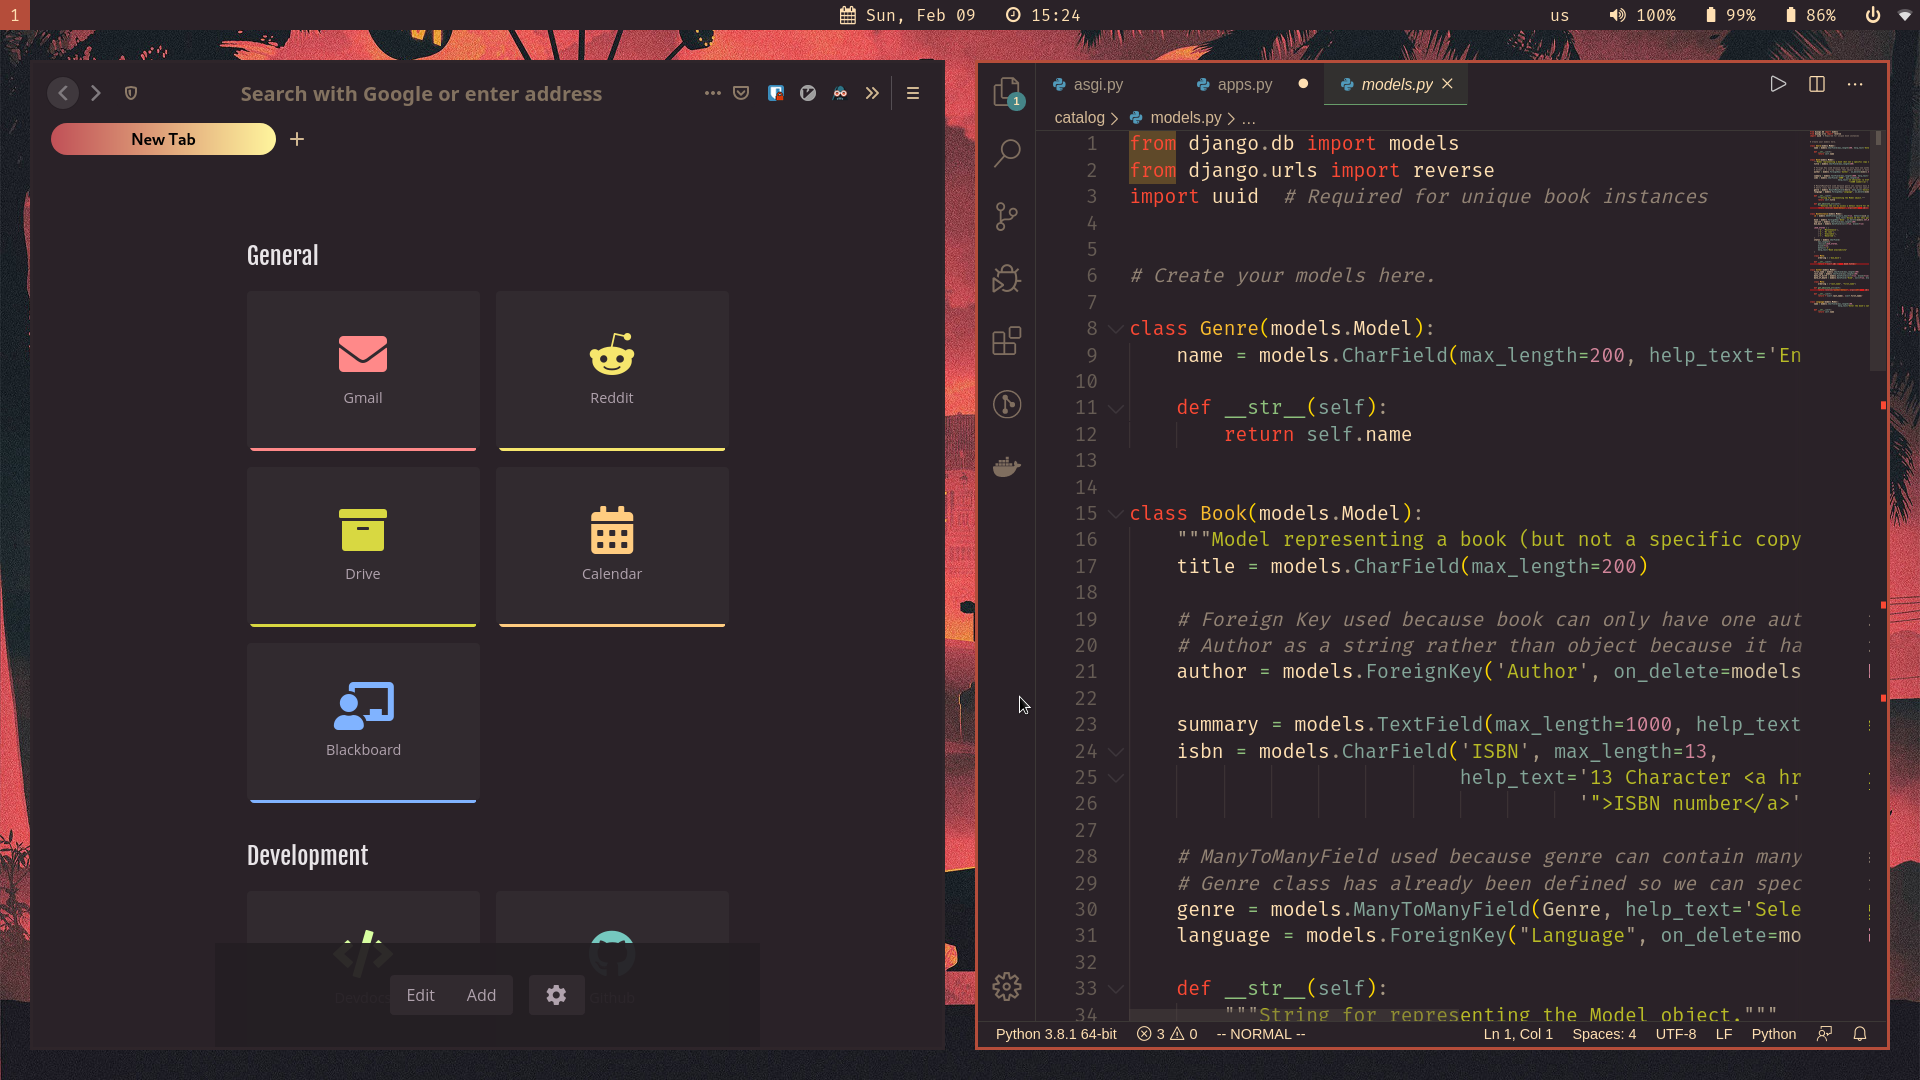 1
Sun, Feb 09 15:24
us 100% 99% 86%
Search with Google or enter address
New Tab
General
Gmail
Reddit
Drive
Calendar
Blackboard
Development
Edit Add
asgi.py apps.py models.py
1
catalog models.py ...
1 from django.db import models
2 from django.urls import reverse
3 import uuid # Required for unique book instances
4
5
6 # Create your models here.
7
8 class Genre(models.Model):
9 name = models.CharField(max_length=200, help_text='En
10
11 def __str__(self):
12 return self.name
13
14
15 class Book(models.Model):
16 """Model representing a book (but not a specific copy
17 title = models.CharField(max_length=200)
18
19 # Foreign Key used because book can only have one aut
20 # Author as a string rather than object because it ha
21 author = models.ForeignKey('Author', on_delete=models
22
23 summary = models.TextField(max_length=1000, help_text
24 isbn = models.CharField('ISBN', max_length=13,
25 help_text='13 Character <a hr
26 '">ISBN number</a>'
27
28 # ManyToManyField used because genre can contain many
29 # Genre class has already been defined so we can spec
30 genre = models.ManyToManyField(Genre, help_text='Sele
31 language = models.ForeignKey("Language", on_delete=mo
32
33 def __str__(self):
34 """String for representing the Model object."""
Python 3.8.1 64-bit 3 0 -- NORMAL -- Ln 1, Col 1 Spaces: 4 UTF-8 LF Python